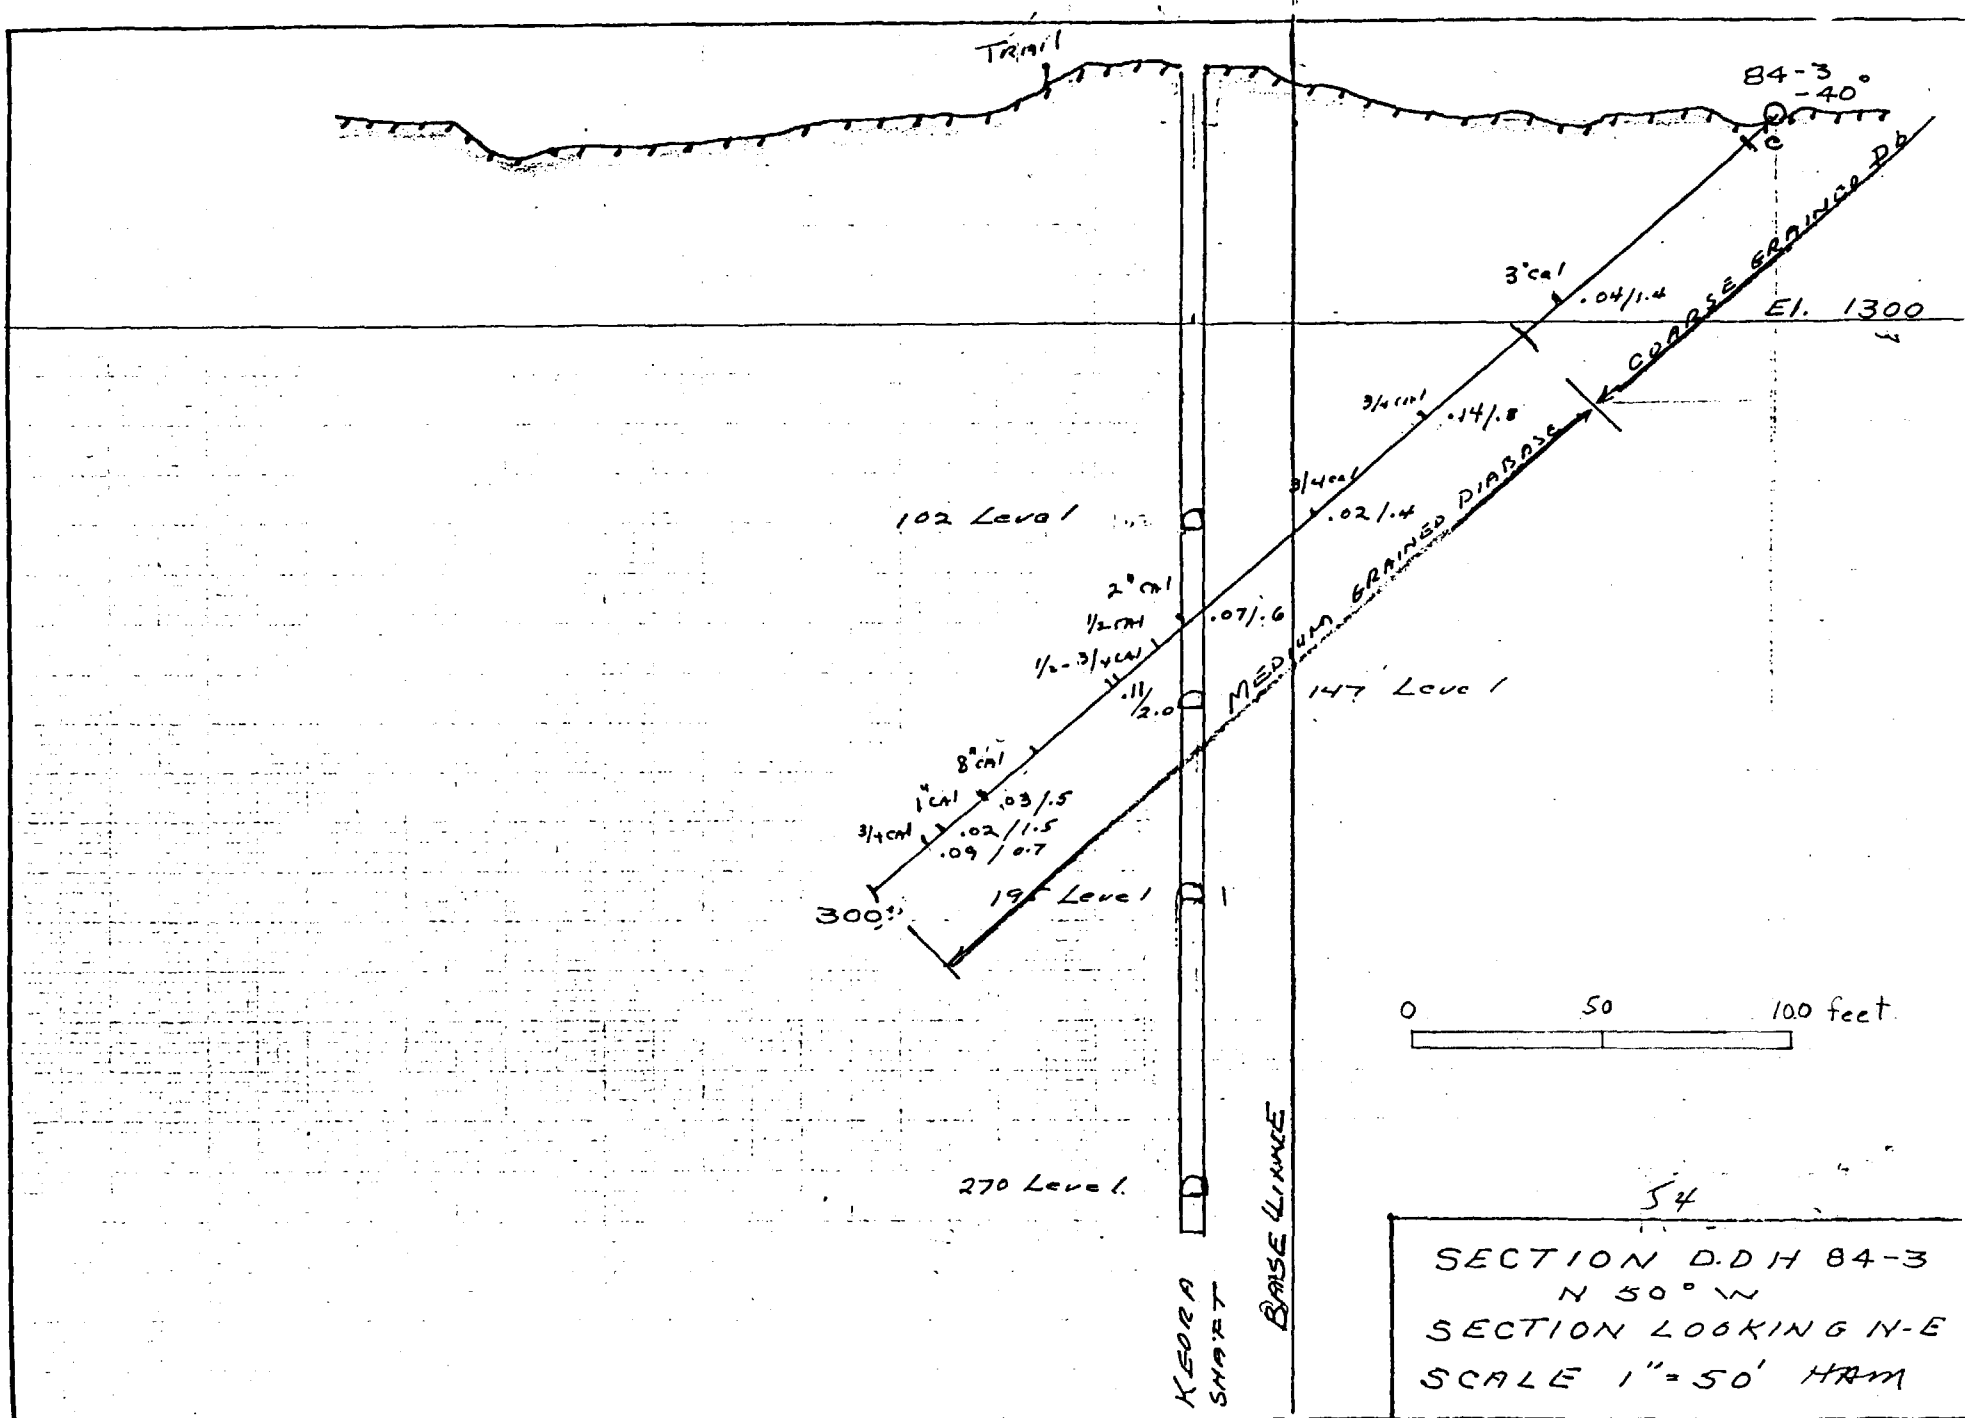 TRAIL
84-3
-40°
C
COARSE GRAINED Db
3" cal
.04/1.4
El. 1300
3/4 cal
.14/.8
3/4 cal
.02/.4
MEDIUM GRAINED DIABASE
102 Level
2" CAL
.07/.6
1/2 CAL
1/2-3/4 CAL
.11/2.0
147 Level
8" CAL
1" CAL
.03/.5
3/4 CAL
.02/1.5
.09/0.7
195 Level
300'
0 50 100 feet
270 Level
KEORA
SHAFT
BASE LINE
54
SECTION D.D.H 84-3
N 50° W
SECTION LOOKING N-E
SCALE 1"=50' HAM